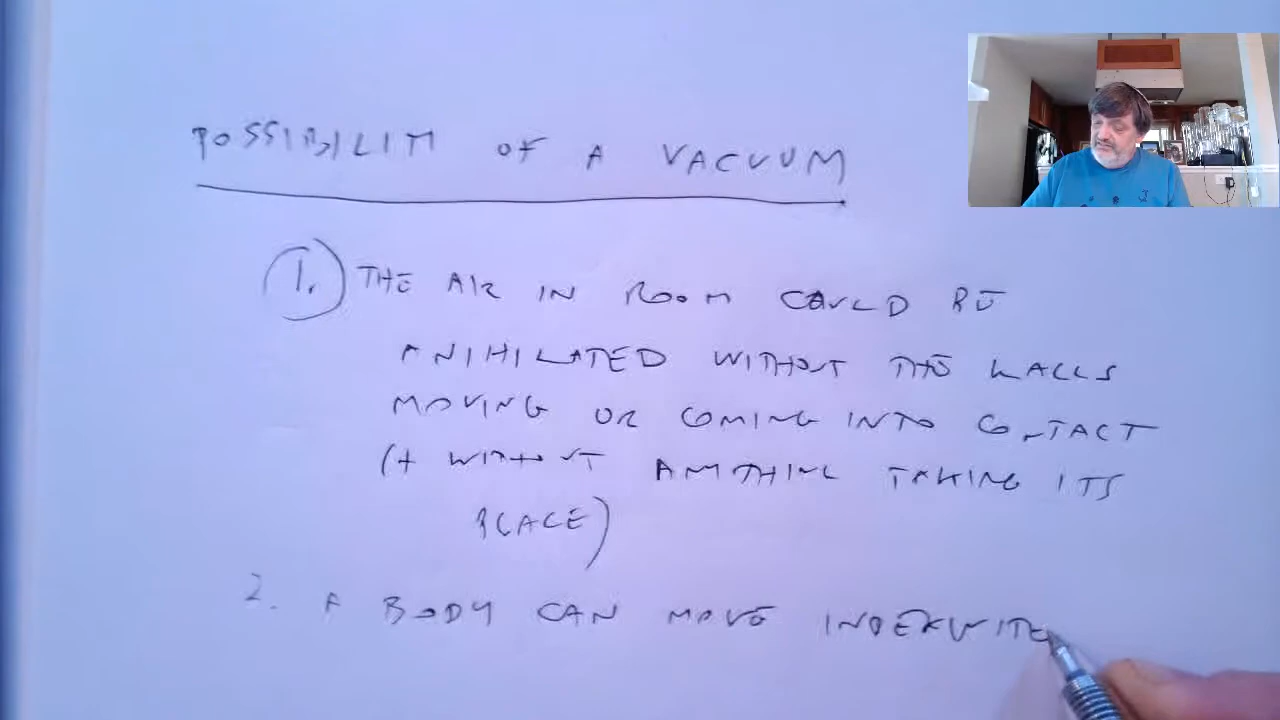 POSSIBILITY OF A VACUUM
1. THE AIR IN ROOM COULD BE
ANIHILATED WITHOUT THE WALLS
MOVING OR COMING INTO CONTACT
(+ WITHOUT ANYTHING TAKING ITS
PLACE)
2. A BODY CAN MOVE